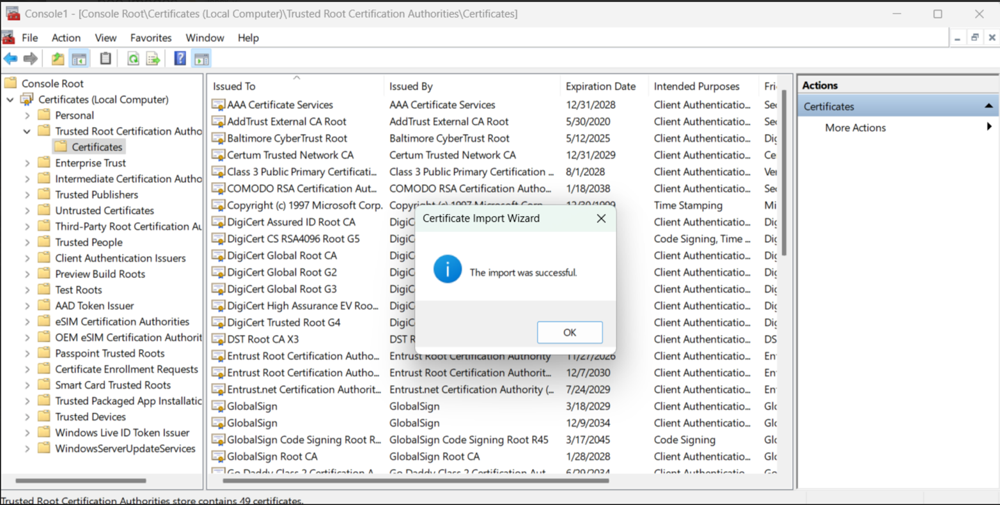 Console1 - [Console Root\Certificates (Local Computer)\Trusted Root Certification Authorities\Certificates]
File Action View Favorites Window Help
Console Root
Certificates (Local Computer)
Personal
Trusted Root Certification Autho
Certificates
Enterprise Trust
Intermediate Certification Autho
Trusted Publishers
Untrusted Certificates
Third-Party Root Certification Au
Trusted People
Client Authentication Issuers
Preview Build Roots
Test Roots
AAD Token Issuer
eSIM Certification Authorities
OEM eSIM Certification Authorit
Passpoint Trusted Roots
Certificate Enrollment Requests
Smart Card Trusted Roots
Trusted Packaged App Installatic
Trusted Devices
Windows Live ID Token Issuer
WindowsServerUpdateServices
Issued To Issued By Expiration Date Intended Purposes Fri
AAA Certificate Services AAA Certificate Services 12/31/2028 Client Authenticatio... Sec
AddTrust External CA Root AddTrust External CA Root 5/30/2020 Client Authenticatio... Sec
Baltimore CyberTrust Root Baltimore CyberTrust Root 5/12/2025 Client Authenticatio... Dig
Certum Trusted Network CA Certum Trusted Network CA 12/31/2029 Client Authenticatio... Ce
Class 3 Public Primary Certificati... Class 3 Public Primary Certification ... 8/1/2028 Client Authenticatio... Ver
COMODO RSA Certification Aut... COMODO RSA Certification Autho... 1/18/2038 Client Authenticatio... Sec
Copyright (c) 1997 Microsoft Corp. Copyright (c) 1997 Microsoft Corp. 12/30/1999 Time Stamping Mi
DigiCert Assured ID Root CA DigiC Client Authenticatio... Dig
DigiCert CS RSA4096 Root G5 DigiC Code Signing, Time ... Dig
DigiCert Global Root CA DigiC Client Authenticatio... Dig
DigiCert Global Root G2 DigiC Client Authenticatio... Dig
DigiCert Global Root G3 DigiC Client Authenticatio... Dig
DigiCert High Assurance EV Roo... DigiC Client Authenticatio... Dig
DigiCert Trusted Root G4 DigiC Client Authenticatio... Dig
DST Root CA X3 DST R Client Authenticatio... DS
Entrust Root Certification Autho... Entrust Root Certification Authority 11/27/2026 Client Authenticatio... En
Entrust Root Certification Autho... Entrust Root Certification Authorit... 12/7/2030 Client Authenticatio... En
Entrust.net Certification Authorit... Entrust.net Certification Authority (... 7/24/2029 Client Authenticatio... En
GlobalSign GlobalSign 3/18/2029 Client Authenticatio... Glo
GlobalSign GlobalSign 12/9/2034 Client Authenticatio... Glo
GlobalSign Code Signing Root R... GlobalSign Code Signing Root R45 3/17/2045 Code Signing Glo
GlobalSign Root CA GlobalSign Root CA 1/28/2028 Client Authenticatio... Glo
Go Daddy Class 2 Certification A Go Daddy Class 2 Certification Aut 6/29/2034 Client Authenticatio Go
Certificate Import Wizard
The import was successful.
OK
Actions
Certificates
More Actions
Trusted Root Certification Authorities store contains 49 certificates.